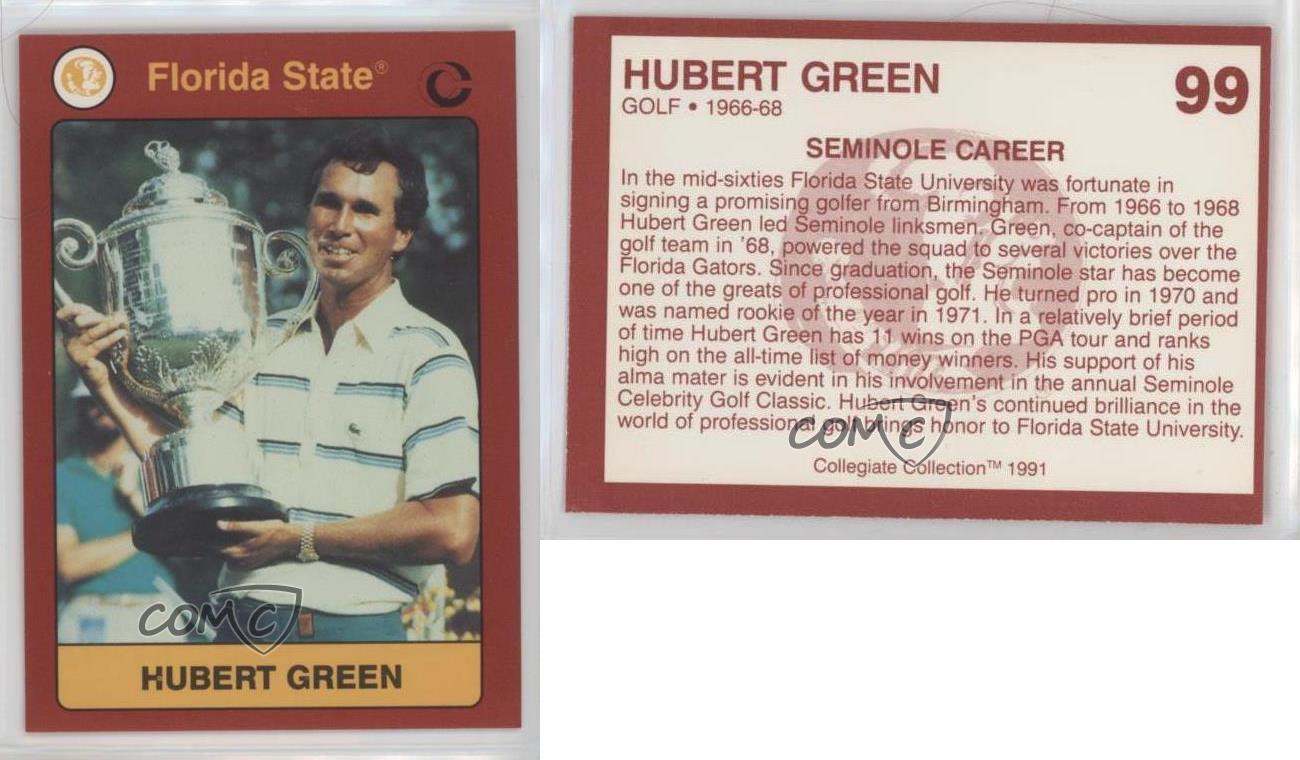 Florida State®
COMC
HUBERT GREEN
HUBERT GREEN
99
GOLF • 1966-68
SEMINOLE CAREER
In the mid-sixties Florida State University was fortunate in
signing a promising golfer from Birmingham. From 1966 to 1968
Hubert Green led Seminole linksmen. Green, co-captain of the
golf team in '68, powered the squad to several victories over the
Florida Gators. Since graduation, the Seminole star has become
one of the greats of professional golf. He turned pro in 1970 and
was named rookie of the year in 1971. In a relatively brief period
of time Hubert Green has 11 wins on the PGA tour and ranks
high on the all-time list of money winners. His support of his
alma mater is evident in his involvement in the annual Seminole
Celebrity Golf Classic. Hubert Green's continued brilliance in the
world of professional golf brings honor to Florida State University.
COMC
Collegiate Collection™ 1991